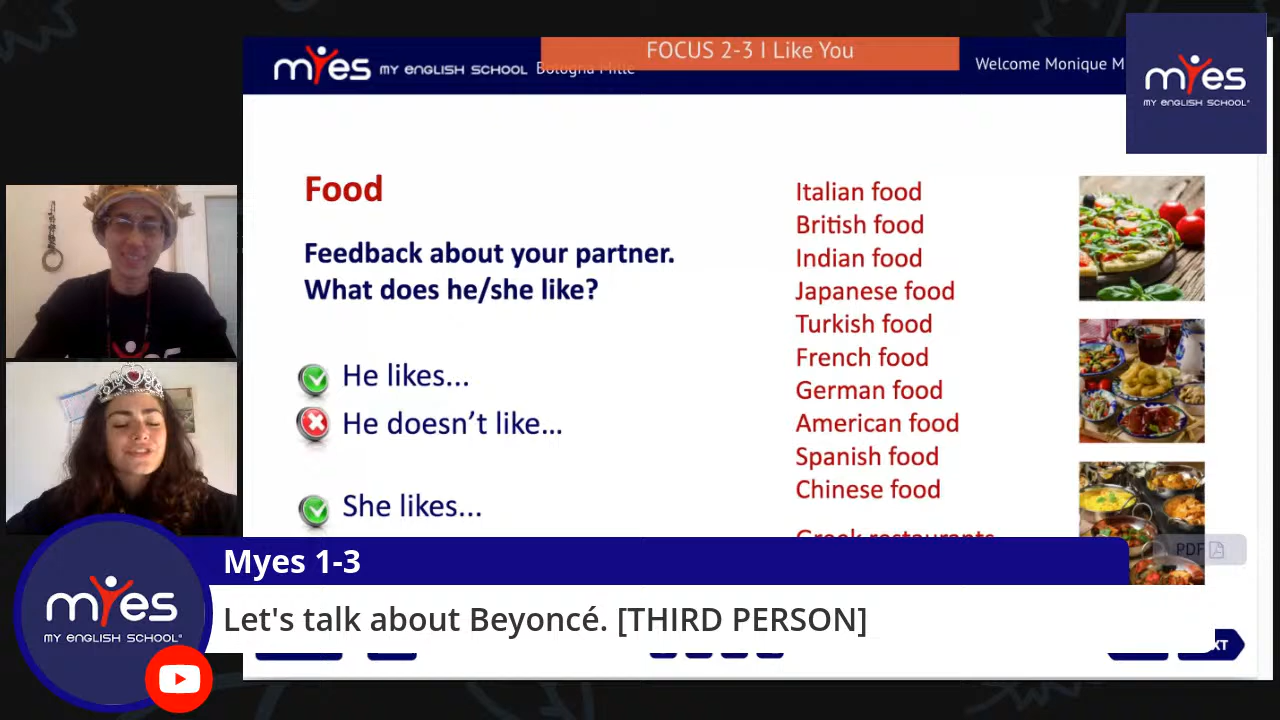 FOCUS 2-3 I Like You
myes MY ENGLISH SCHOOL Bologna Mille
Welcome Monique M
myes
MY ENGLISH SCHOOL
Food
Feedback about your partner.
What does he/she like?
He likes...
He doesn't like...
She likes...
Italian food
British food
Indian food
Japanese food
Turkish food
French food
German food
American food
Spanish food
Chinese food
Greek restaurants
PDF
Myes 1-3
Let's talk about Beyoncé. [THIRD PERSON]
myes
MY ENGLISH SCHOOL